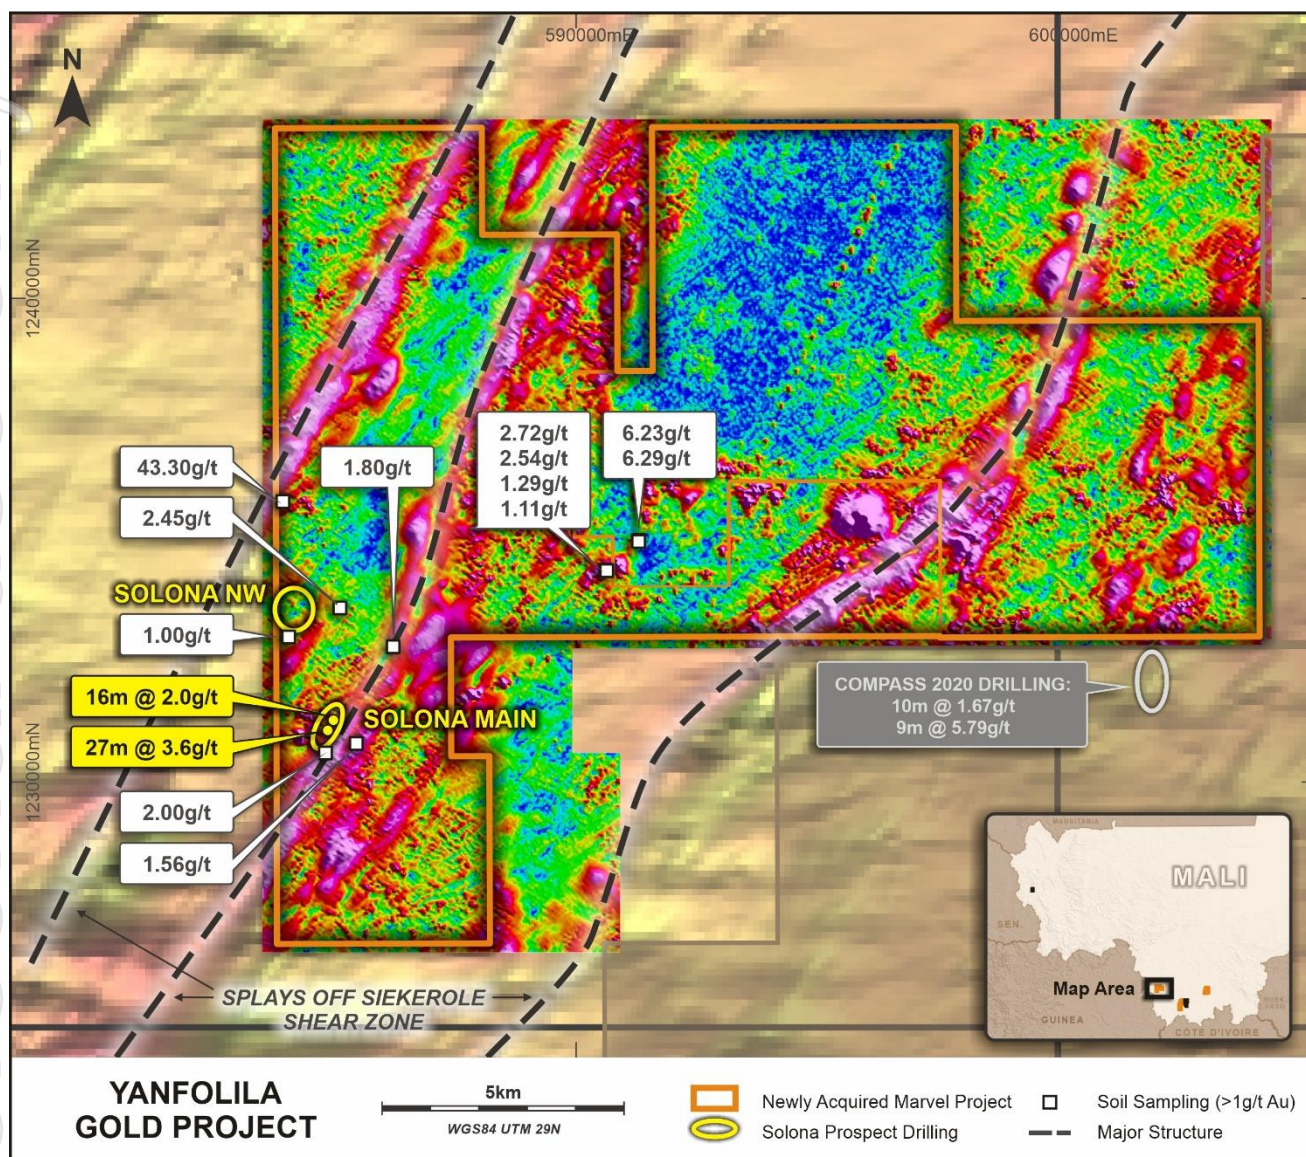 N
590000mE
600000mE
1240000mN
1230000mN
43.30g/t
2.45g/t
1.80g/t
2.72g/t
2.54g/t
1.29g/t
1.11g/t
6.23g/t
6.29g/t
SOLONA NW
1.00g/t
16m @ 2.0g/t
27m @ 3.6g/t
SOLONA MAIN
2.00g/t
1.56g/t
COMPASS 2020 DRILLING:
10m @ 1.67g/t
9m @ 5.79g/t
SPLAYS OFF SIEKEROLE
SHEAR ZONE
MAURITANIA
MALI
SEN.
Map Area
GUINEA
BURK.
FASO
COTE D'IVOIRE
YANFOLILA
GOLD PROJECT
5km
WGS84 UTM 29N
Newly Acquired Marvel Project
Solona Prospect Drilling
Soil Sampling (>1g/t Au)
Major Structure